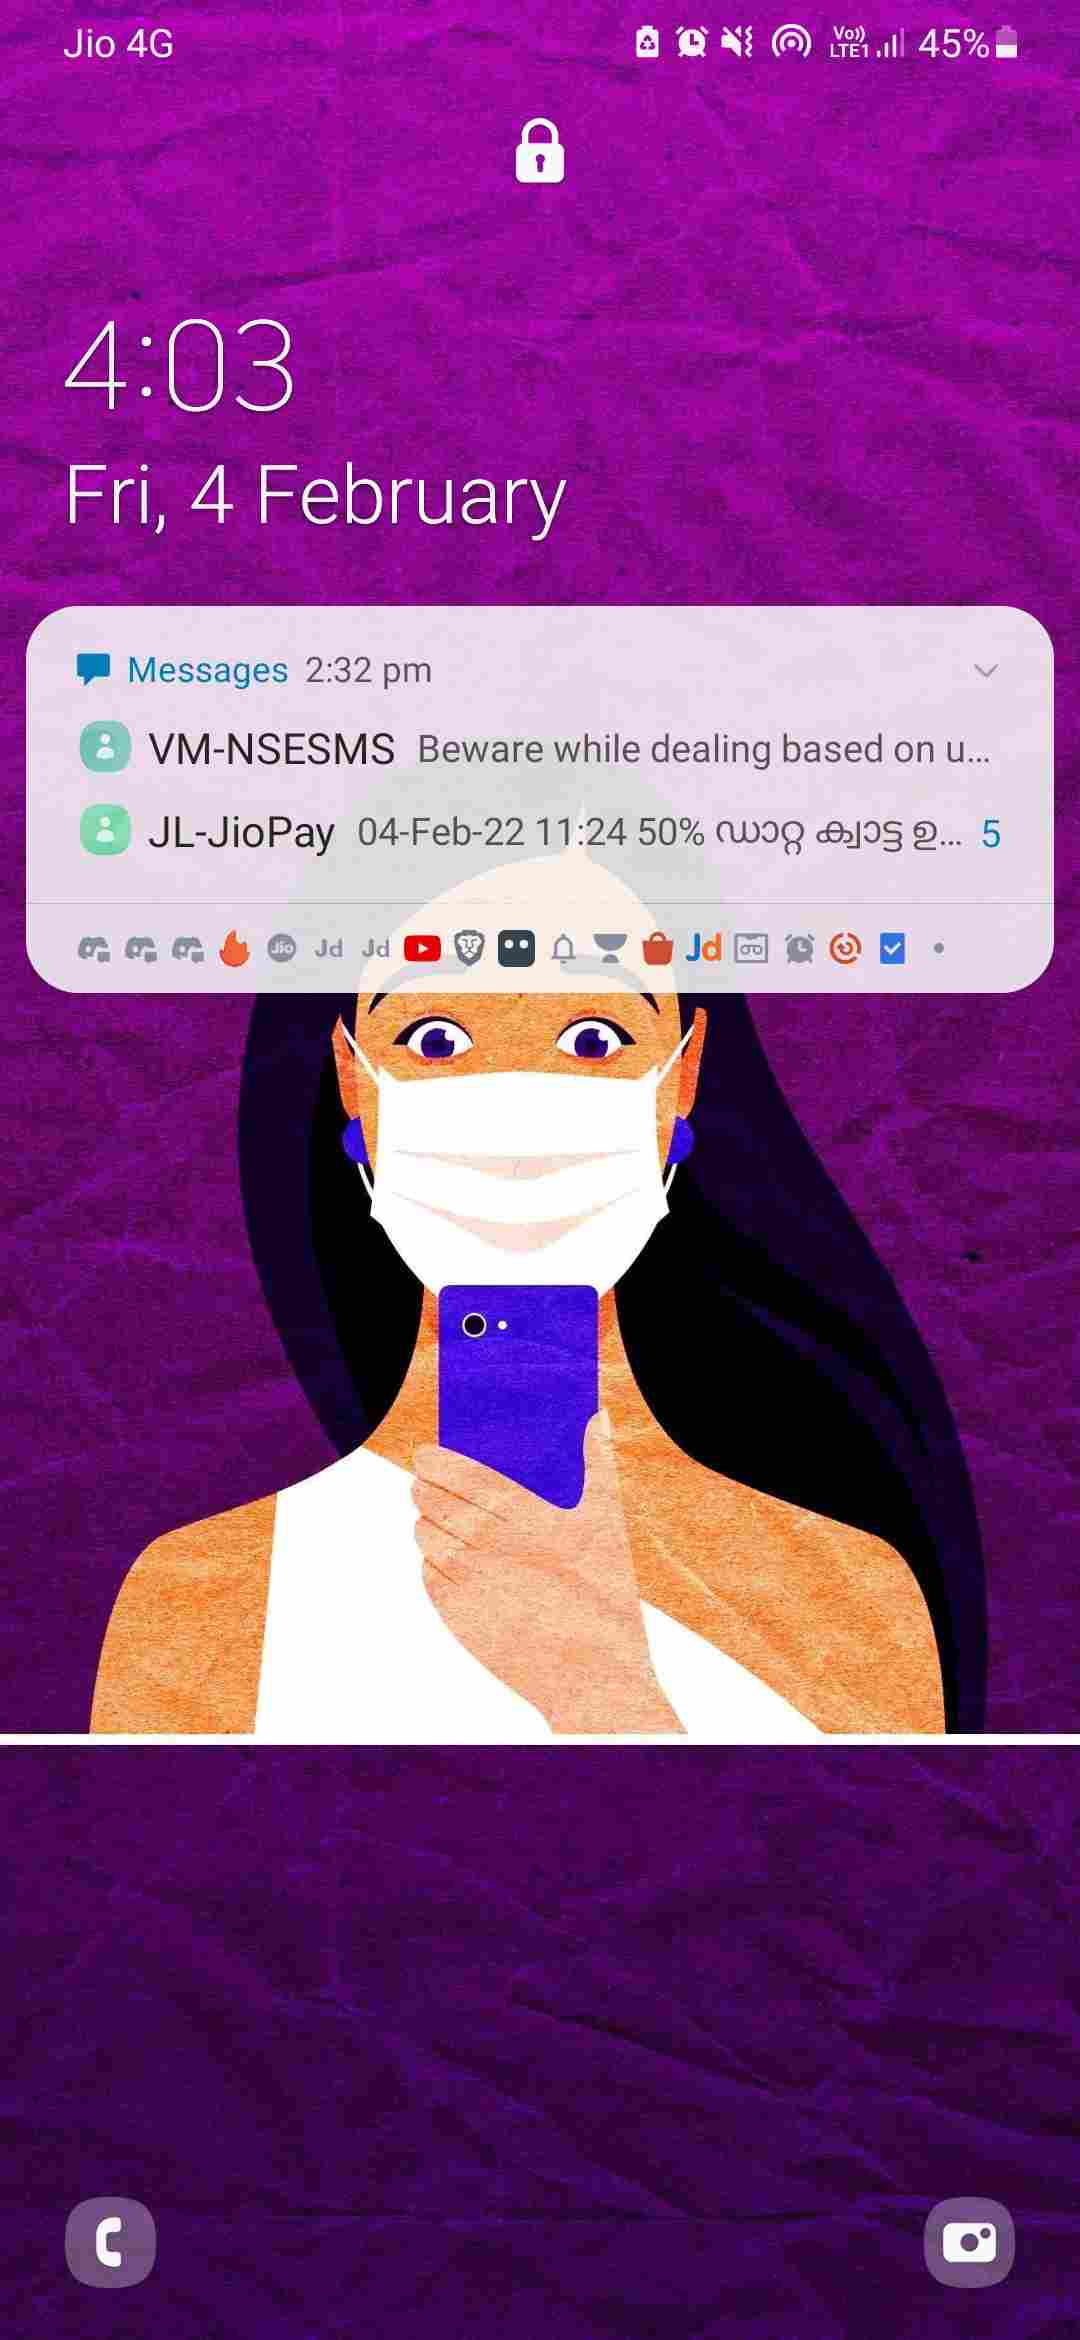 Jio 4G Vo)) LTE1 45%
4:03
Fri, 4 February
Messages 2:32 pm
VM-NSESMS Beware while dealing based on u...
JL-JioPay 04-Feb-22 11:24 50% ഡാറ്റ ക്വാട്ട ഉ... 5
Jio Jd Jd Jd